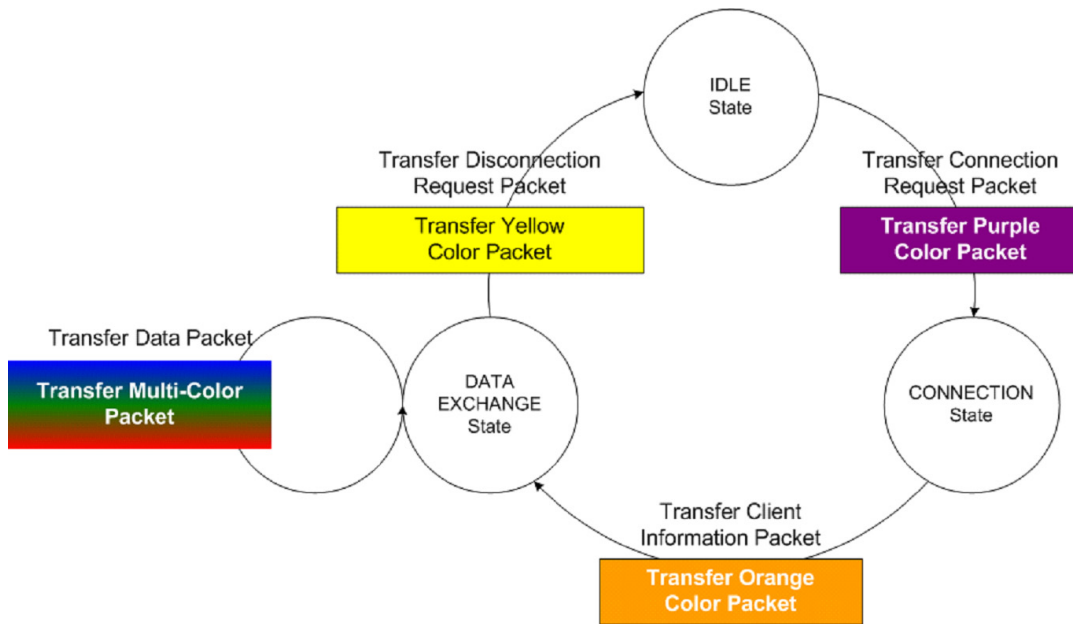 IDLE
State
Transfer Disconnection
Request Packet
Transfer Connection
Request Packet
Transfer Yellow
Color Packet
Transfer Purple
Color Packet
Transfer Data Packet
Transfer Multi-Color
Packet
DATA
EXCHANGE
State
CONNECTION
State
Transfer Client
Information Packet
Transfer Orange
Color Packet